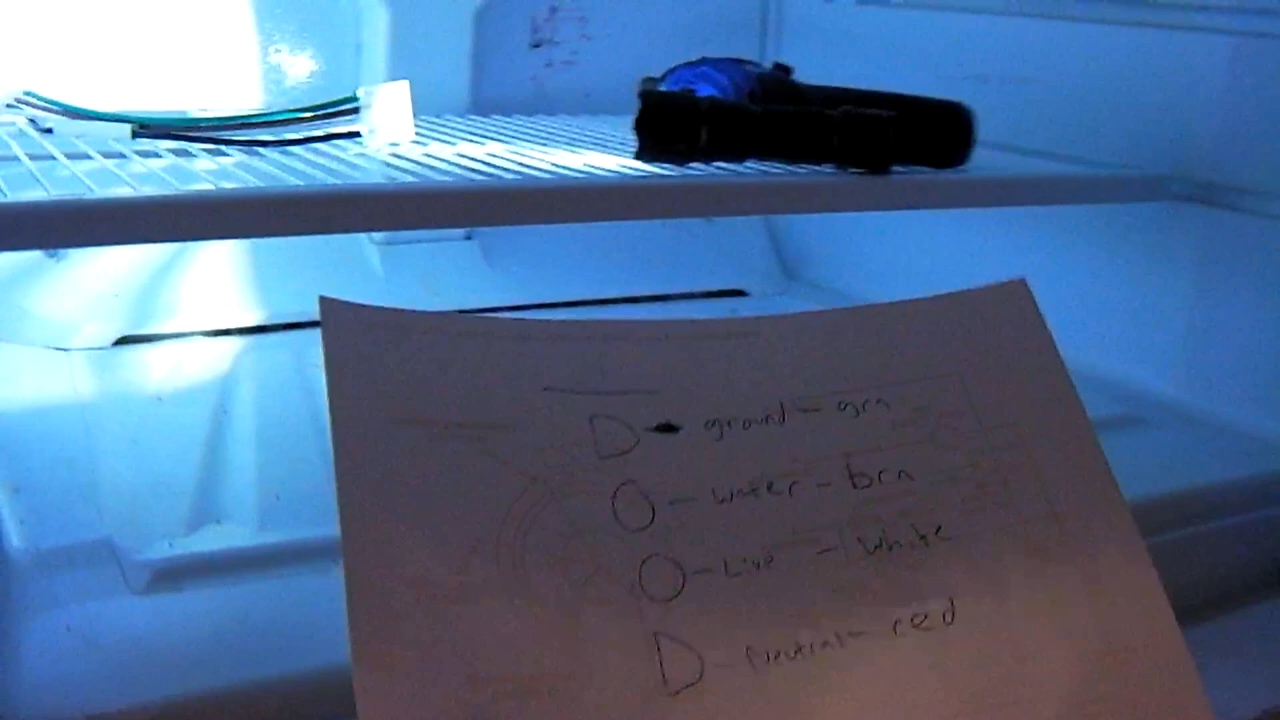 D - ground - grn
O - water - brn
O - Live - white
D - Neutral - red